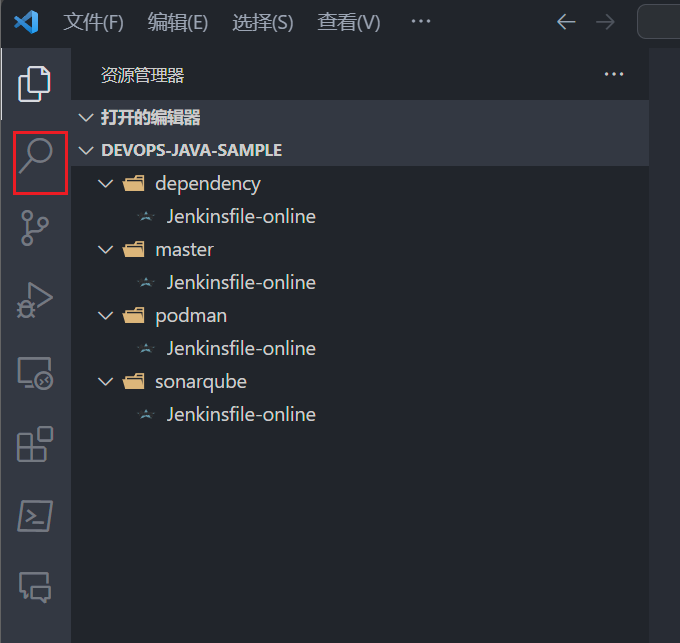 文件(F) 编辑(E) 选择(S) 查看(V) ···
资源管理器 ···
打开的编辑器
DEVOPS-JAVA-SAMPLE
dependency
Jenkinsfile-online
master
Jenkinsfile-online
podman
Jenkinsfile-online
sonarqube
Jenkinsfile-online